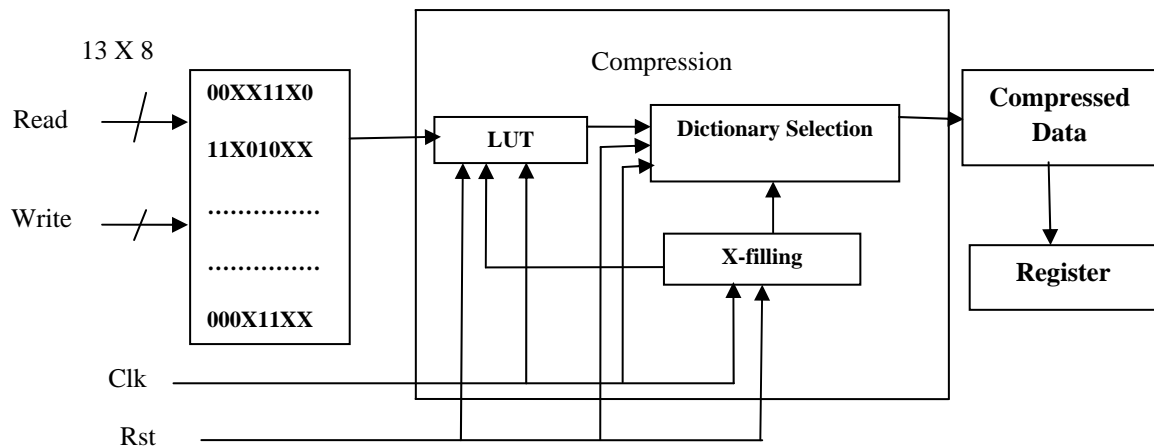 13 X 8
Read
Write
00XX11X0
11X010XX
...............
...............
000X11XX
Compression
LUT
Dictionary Selection
X-filling
Compressed
Data
Register
Clk
Rst